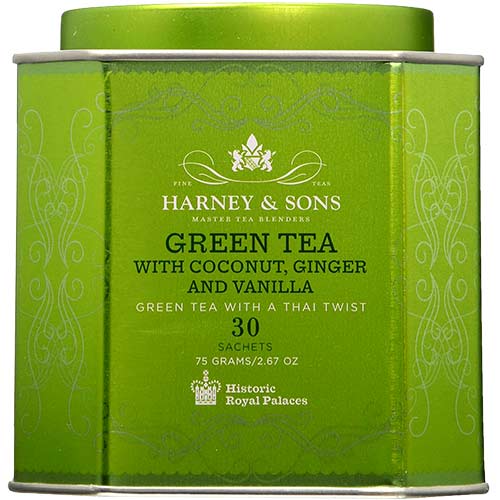 FINE TEAS
HARNEY & SONS
MASTER TEA BLENDERS
GREEN TEA
WITH COCONUT, GINGER
AND VANILLA
GREEN TEA WITH A THAI TWIST
30
SACHETS
75 GRAMS/2.67 OZ
Historic
Royal Palaces